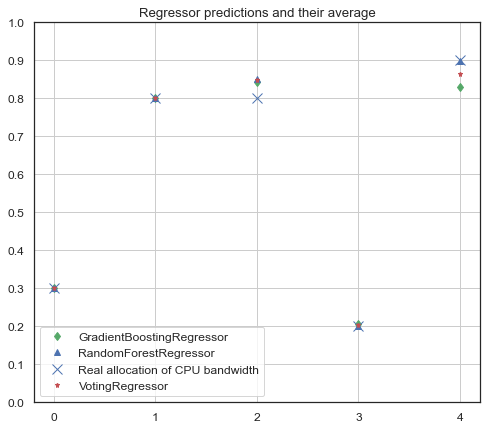 Regressor predictions and their average
1.0
0.9
0.8
0.7
0.6
0.5
0.4
0.3
0.2
0.1
0.0
GradientBoostingRegressor
RandomForestRegressor
Real allocation of CPU bandwidth
VotingRegressor
0 1 2 3 4